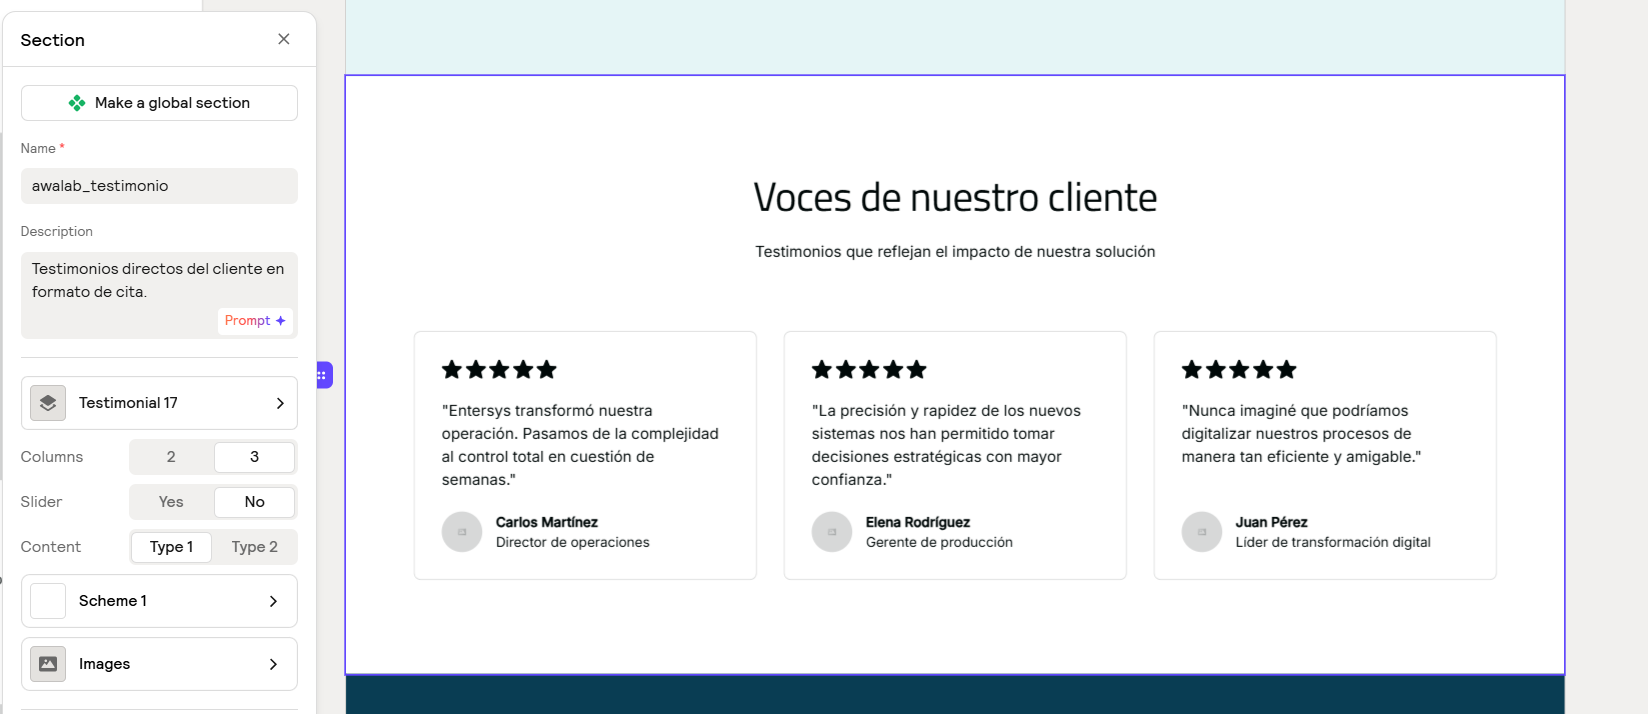 Section
Make a global section
Name *
awalab_testimonio
Description
Testimonios directos del cliente en
formato de cita.
Prompt
Testimonial 17
Columns 2 3
Slider Yes No
Content Type 1 Type 2
Scheme 1
Images
Voces de nuestro cliente
Testimonios que reflejan el impacto de nuestra solución
"Entersys transformó nuestra
operación. Pasamos de la complejidad
al control total en cuestión de
semanas."
Carlos Martínez
Director de operaciones
"La precisión y rapidez de los nuevos
sistemas nos han permitido tomar
decisiones estratégicas con mayor
confianza."
Elena Rodríguez
Gerente de producción
"Nunca imaginé que podríamos
digitalizar nuestros procesos de
manera tan eficiente y amigable."
Juan Pérez
Líder de transformación digital